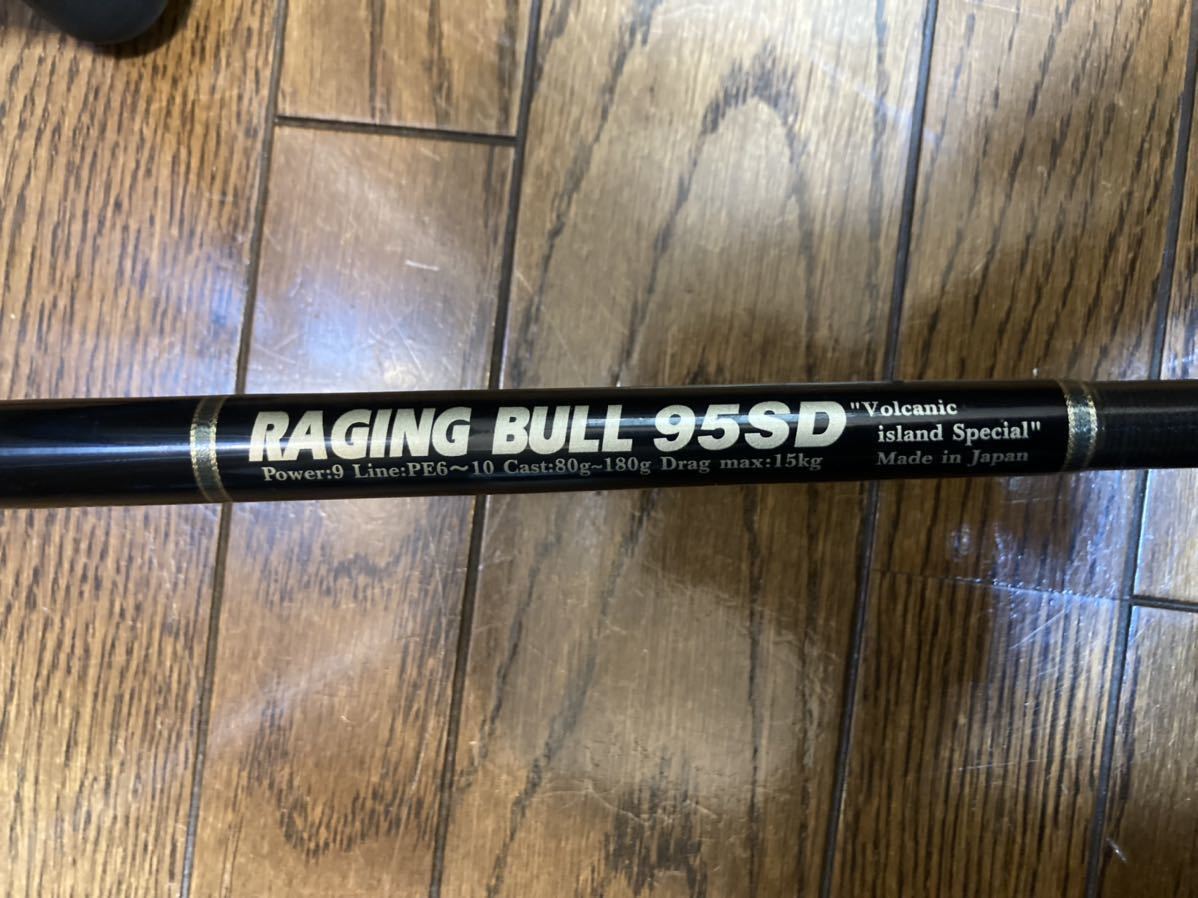 RAGING BULL 95SD
Power:9 Line:PE6～10 Cast:80g~180g Drag max:15kg
"Volcanic
island Special"
Made in Japan